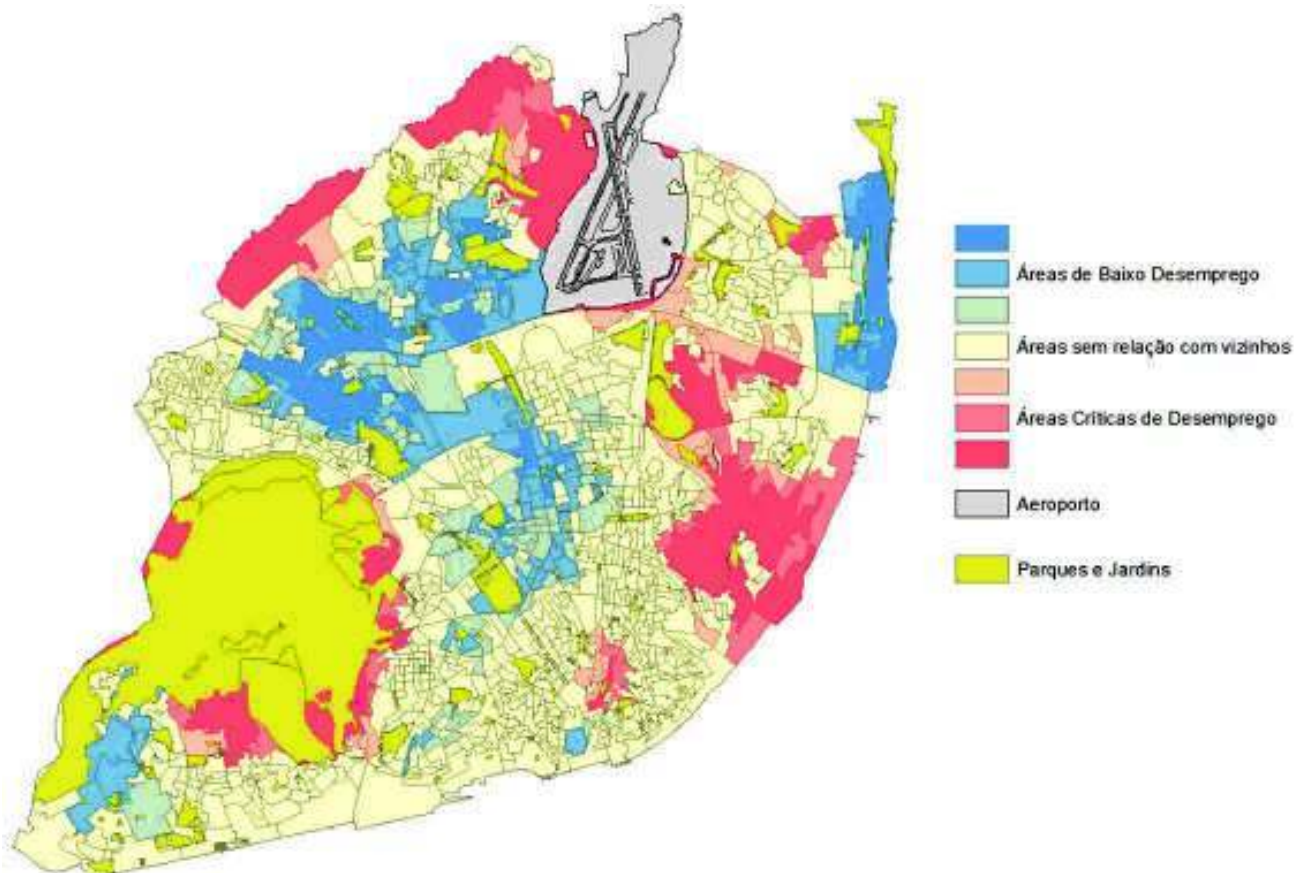 Áreas de Baixo Desemprego
Áreas sem relação com vizinhos
Áreas Críticas de Desemprego
Aeroporto
Parques e Jardins